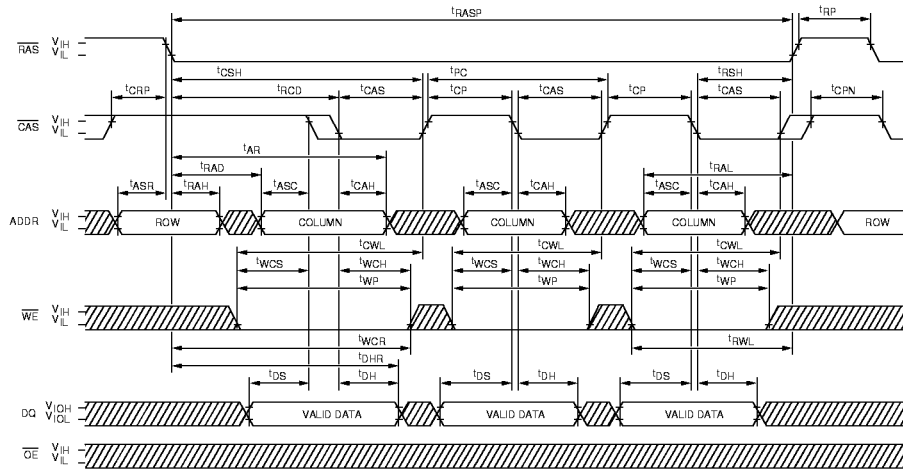 tRASP tRP
RAS VIH
VIL
tCSH tPC tRSH
tCRP tRCD tCAS tCP tCAS tCP tCAS tCPN
CAS VIH
VIL
tAR
tRAD tRAL
tASR tRAH tASC tCAH tASC tCAH tASC tCAH
ADDR VIH
VIL
ROW COLUMN COLUMN COLUMN ROW
tCWL tCWL tCWL
tWCS tWCH tWCS tWCH tWCS tWCH
tWP tWP tWP
WE VIH
VIL
tWCR tRWL
tDHR
tDS tDH tDS tDH tDS tDH
DQ VIOH
VIOL
VALID DATA VALID DATA VALID DATA
OE VIH
VIL